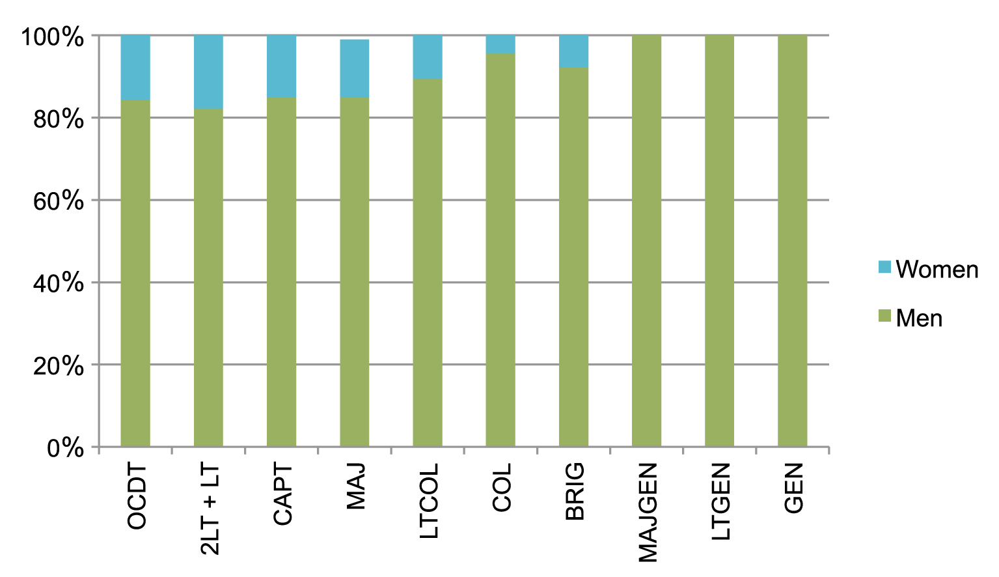 100%
80%
60%
40%
20%
0%
OCDT
2LT + LT
CAPT
MAJ
LTCOL
COL
BRIG
MAJGEN
LTGEN
GEN
Women
Men